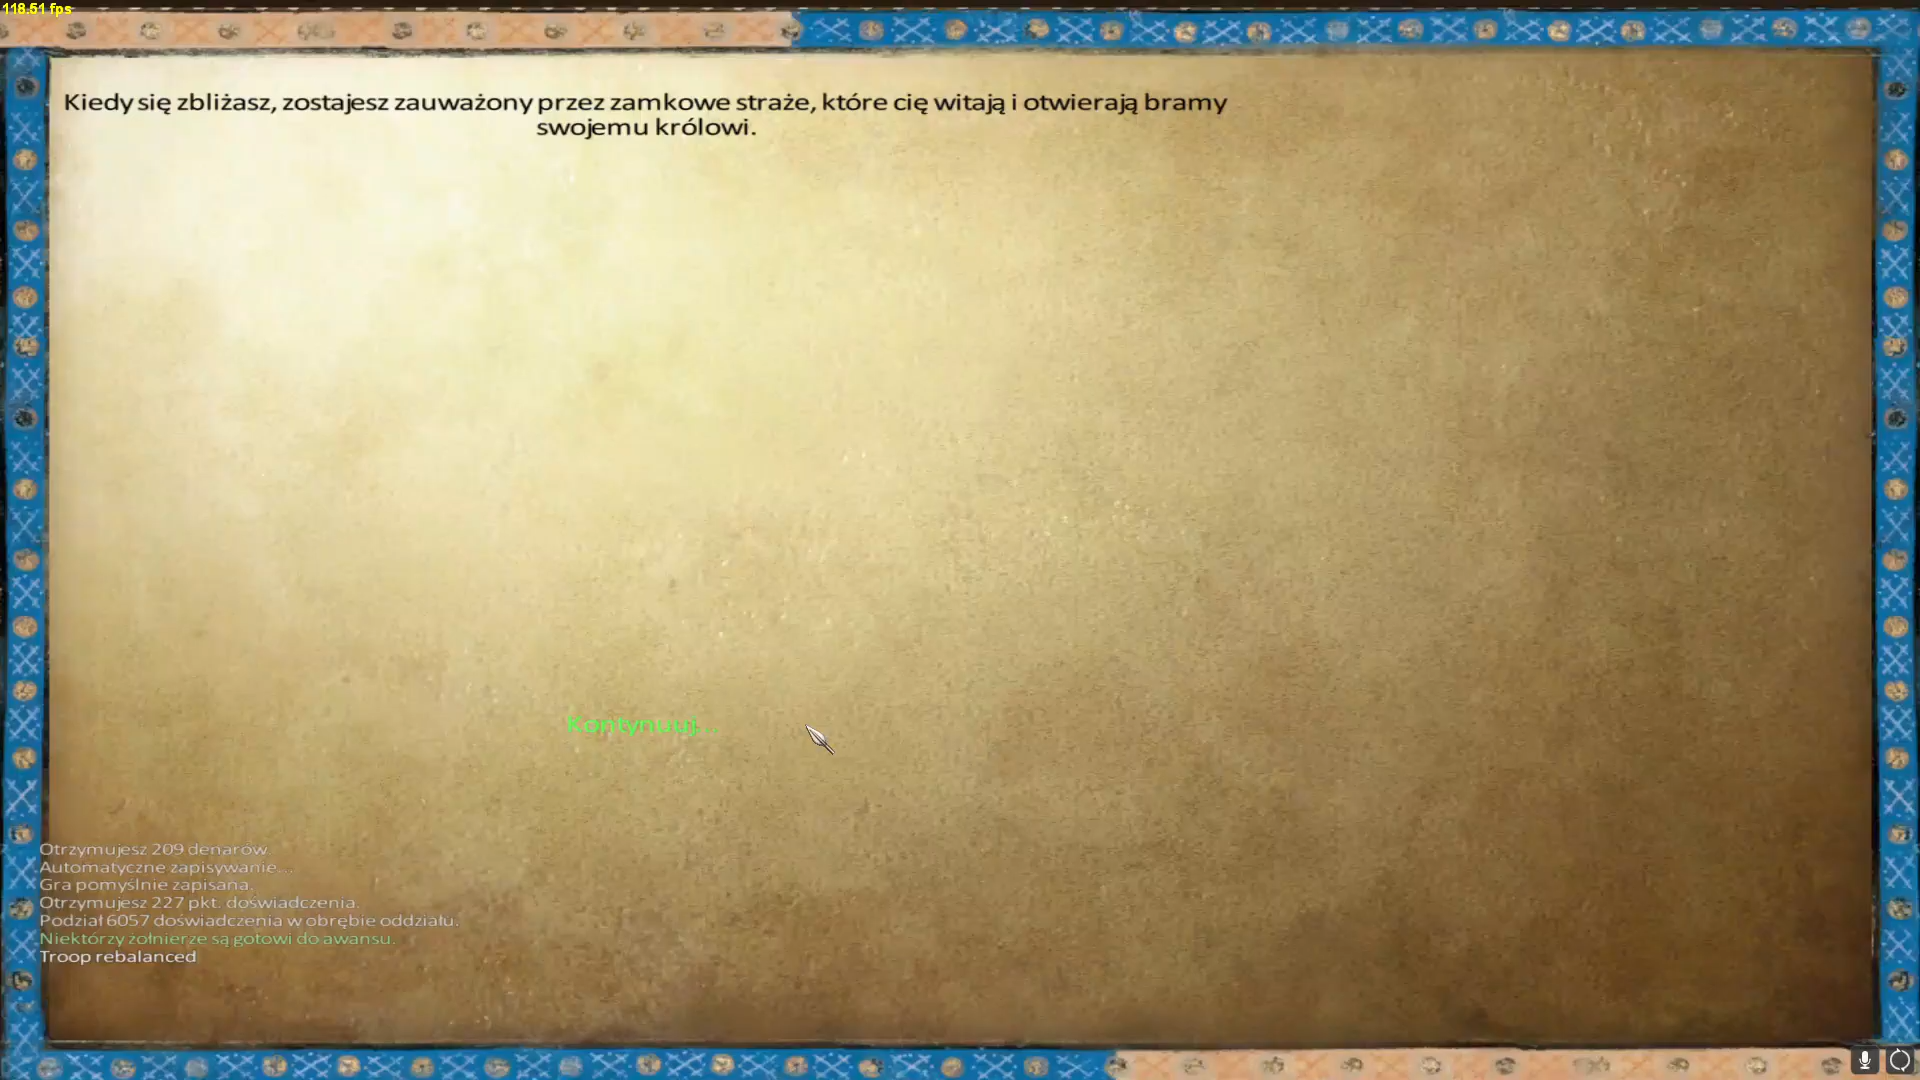 118.51 fps
Kiedy się zbliżasz, zostajesz zauważony przez zamkowe straże, które cię witają i otwierają bramy
swojemu królowi.
Kontynuuj...
Otrzymujesz 209 denarów.
Automatyczne zapisywanie...
Gra pomyślnie zapisana.
Otrzymujesz 227 pkt. doświadczenia.
Podział 6057 doświadczenia w obrębie oddziału.
Niektórzy żołnierze są gotowi do awansu.
Troop rebalanced